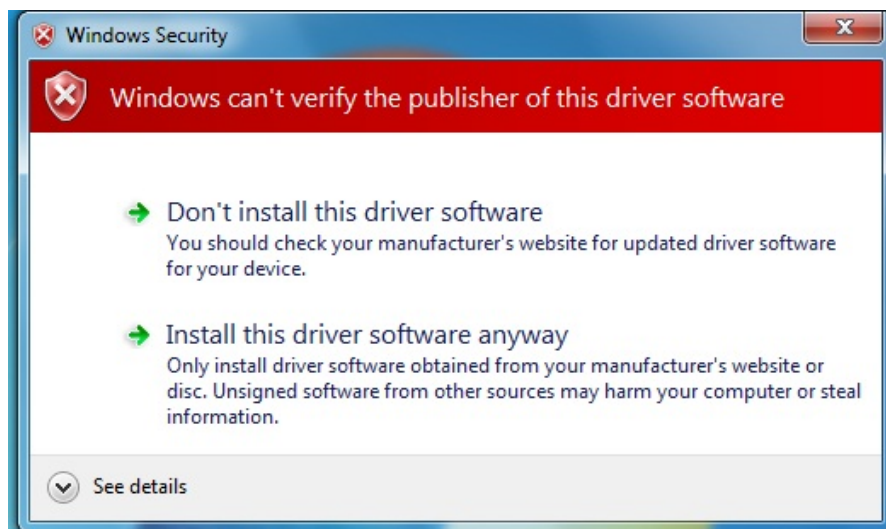 Windows Security
Windows can't verify the publisher of this driver software
Don't install this driver software
You should check your manufacturer's website for updated driver software
for your device.
Install this driver software anyway
Only install driver software obtained from your manufacturer's website or
disc. Unsigned software from other sources may harm your computer or steal
information.
See details